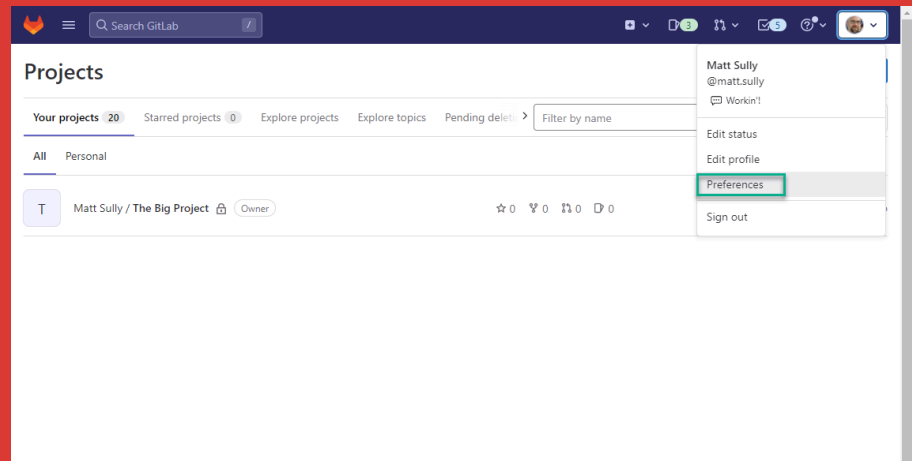 Search GitLab /
3
5
Projects
Matt Sully
@matt.sully
Workin'!
Your projects 20 Starred projects 0 Explore projects Explore topics Pending deleti
Filter by name
Edit status
All Personal
Edit profile
Preferences
T Matt Sully / The Big Project Owner 0 0 0 0
Sign out